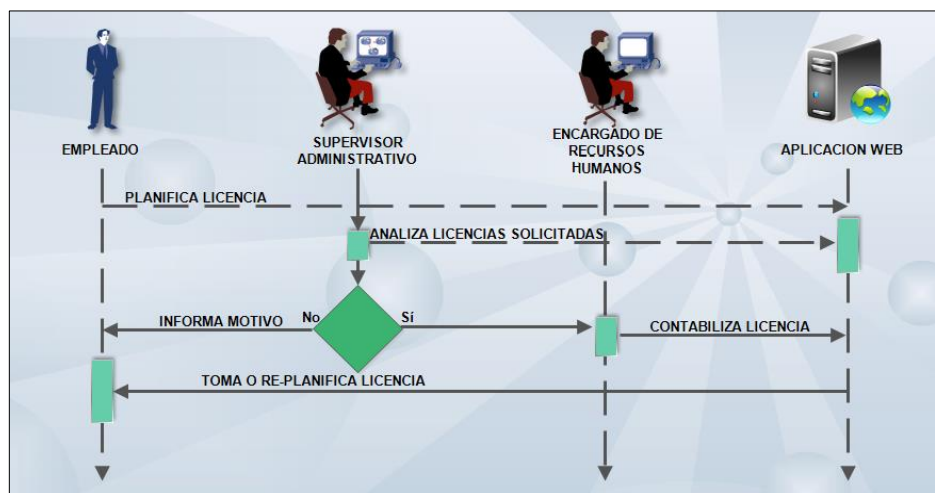 EMPLEADO
SUPERVISOR
ADMINISTRATIVO
ENCARGADO DE
RECURSOS
HUMANOS
APLICACION WEB
PLANIFICA LICENCIA
ANALIZA LICENCIAS SOLICITADAS
INFORMA MOTIVO
No
Sí
CONTABILIZA LICENCIA
TOMA O RE-PLANIFICA LICENCIA